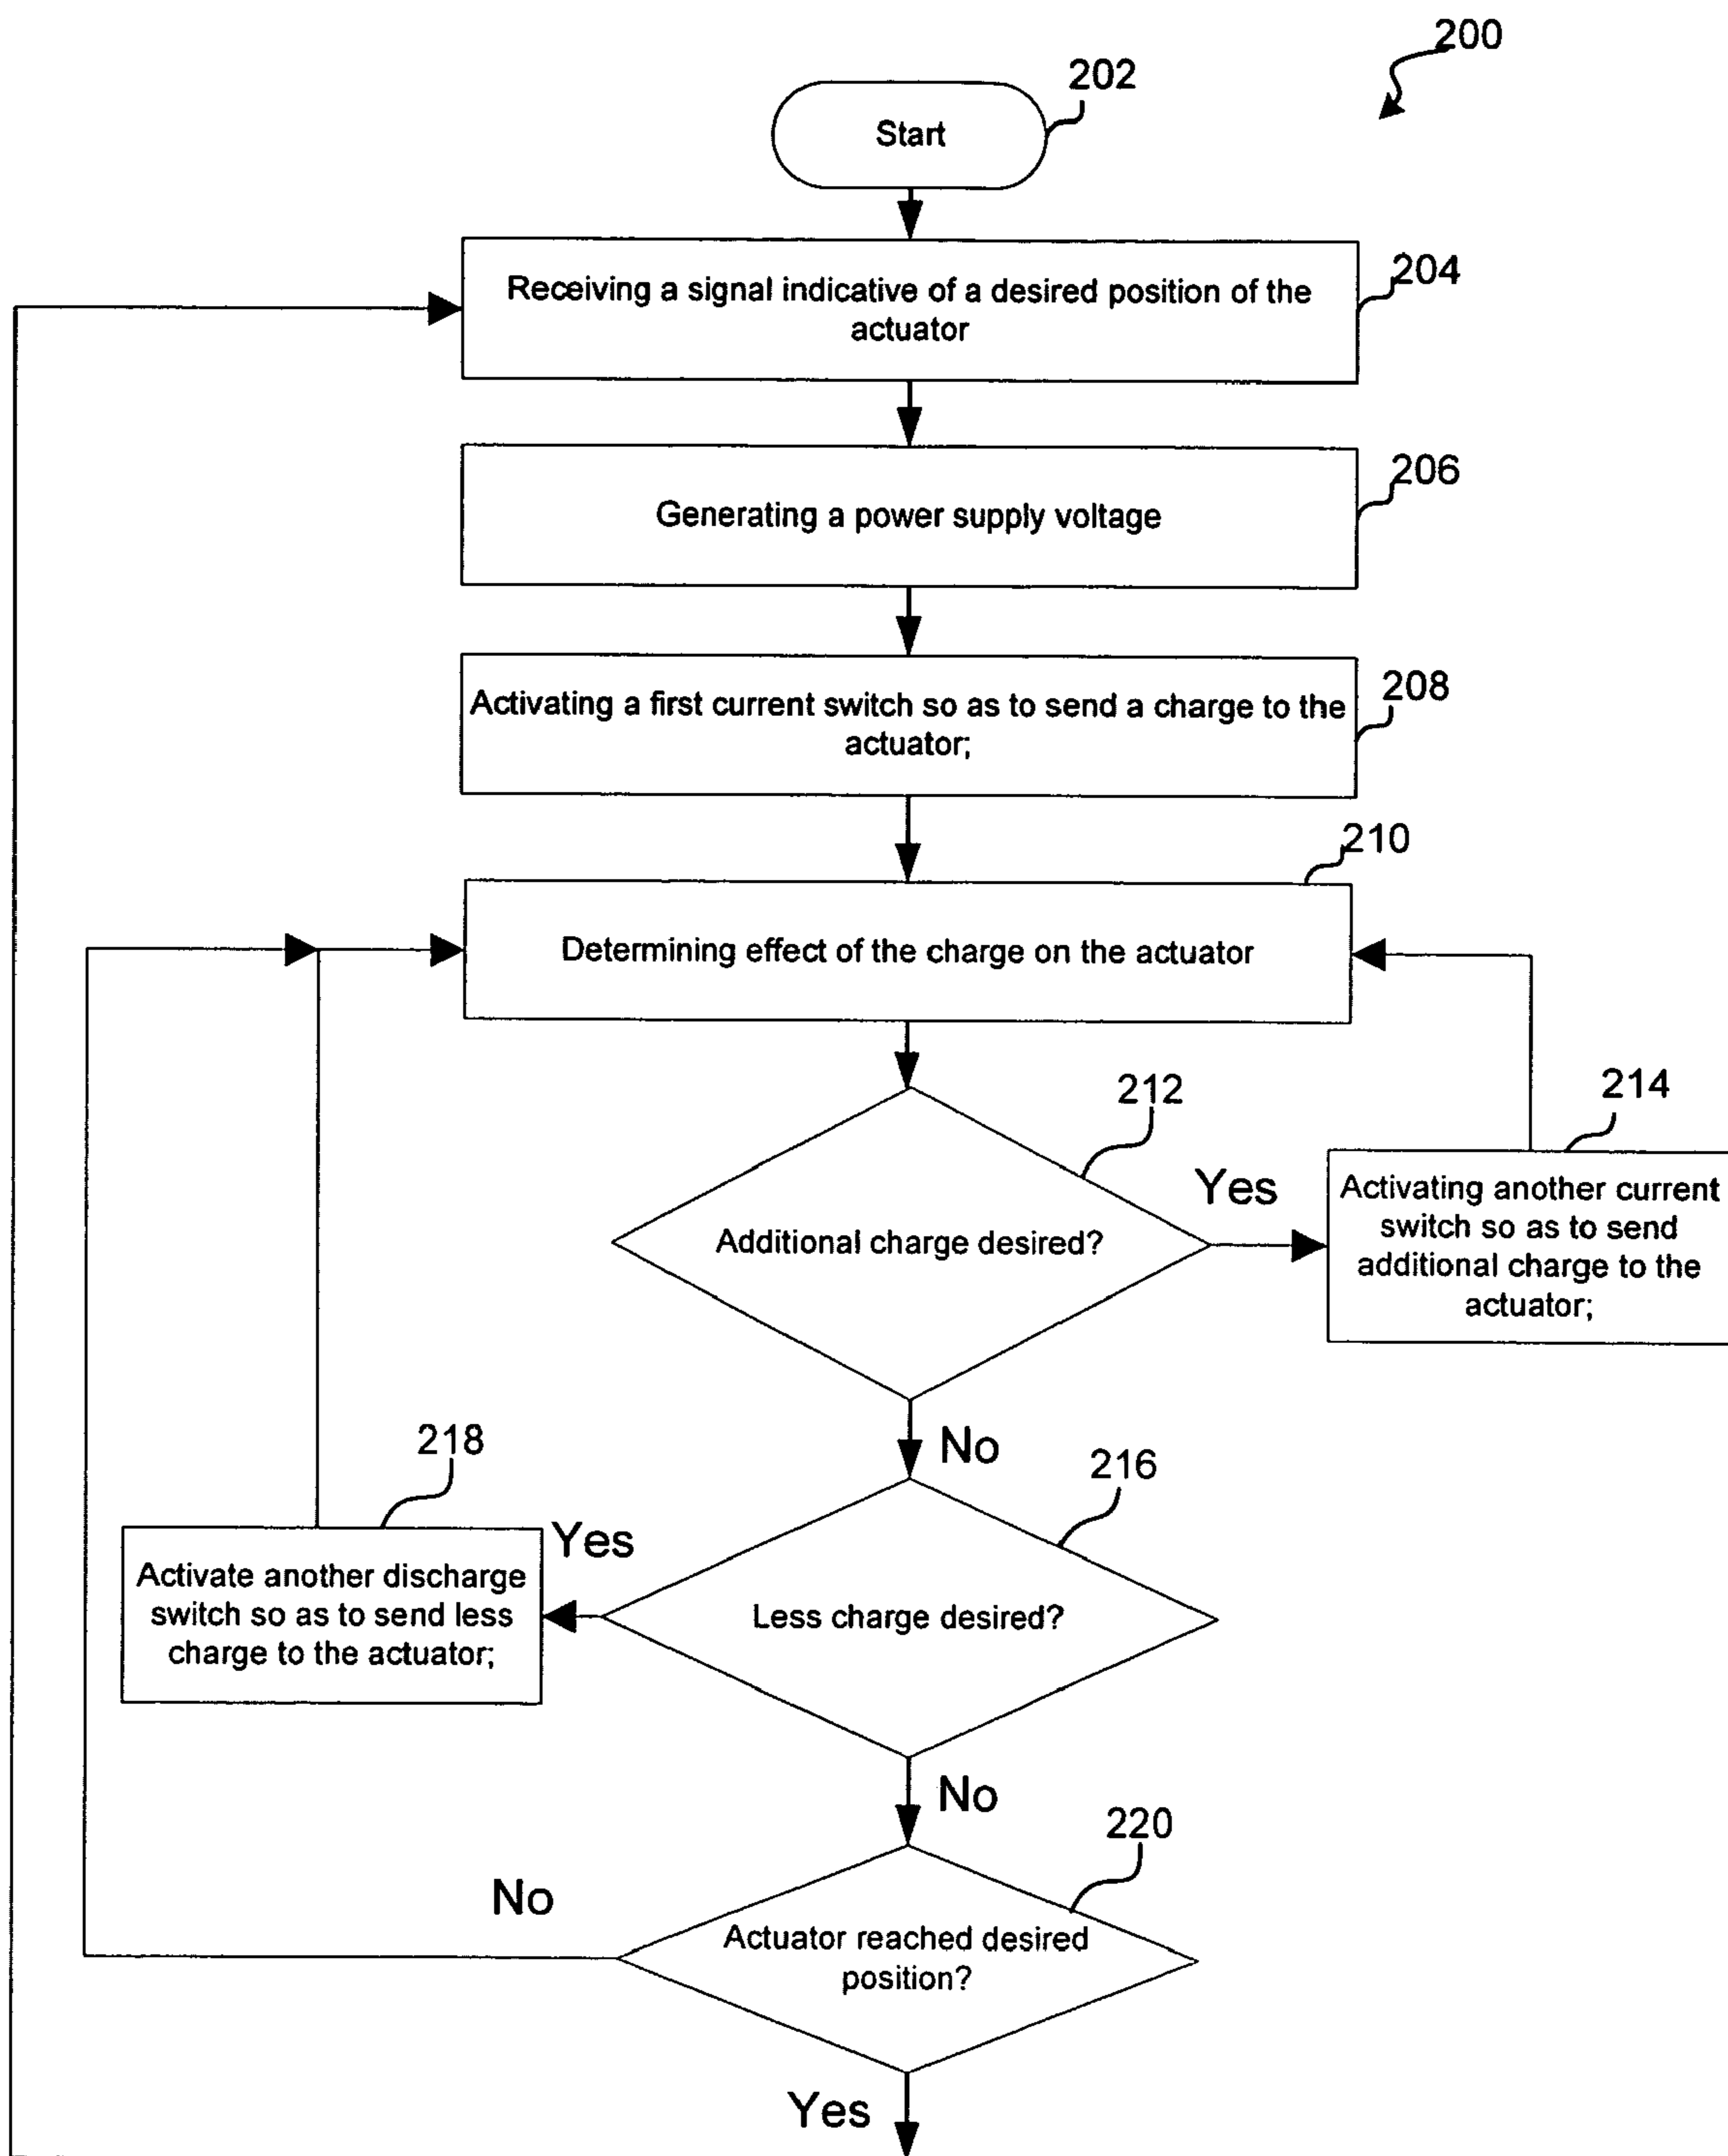 200
202
Start
204
Receiving a signal indicative of a desired position of the
actuator
206
Generating a power supply voltage
208
Activating a first current switch so as to send a charge to the
actuator;
210
Determining effect of the charge on the actuator
212
214
Additional charge desired?
Yes
Activating another current
switch so as to send
additional charge to the
actuator;
No
218
216
Yes
Activate another discharge
switch so as to send less
charge to the actuator;
Less charge desired?
No
220
No
Actuator reached desired
position?
Yes